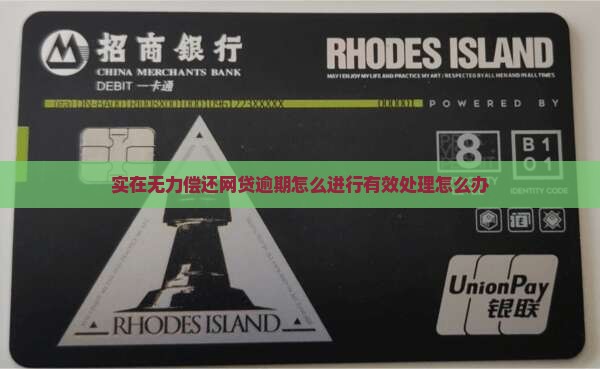 招商銀行
CHINA MERCHANTS BANK
DEBIT 一卡通
RHODES ISLAND
MAY I ENJOY MY LIFE AND PRACTICE MY ART / RESPECTED BY ALL MEN AND IN ALL TIMES
00001
POWERED BY
8
B1
01
IDENTITY CODE
实在无力偿还网贷逾期怎么进行有效处理怎么办
RHODES ISLAND
UnionPay
银联